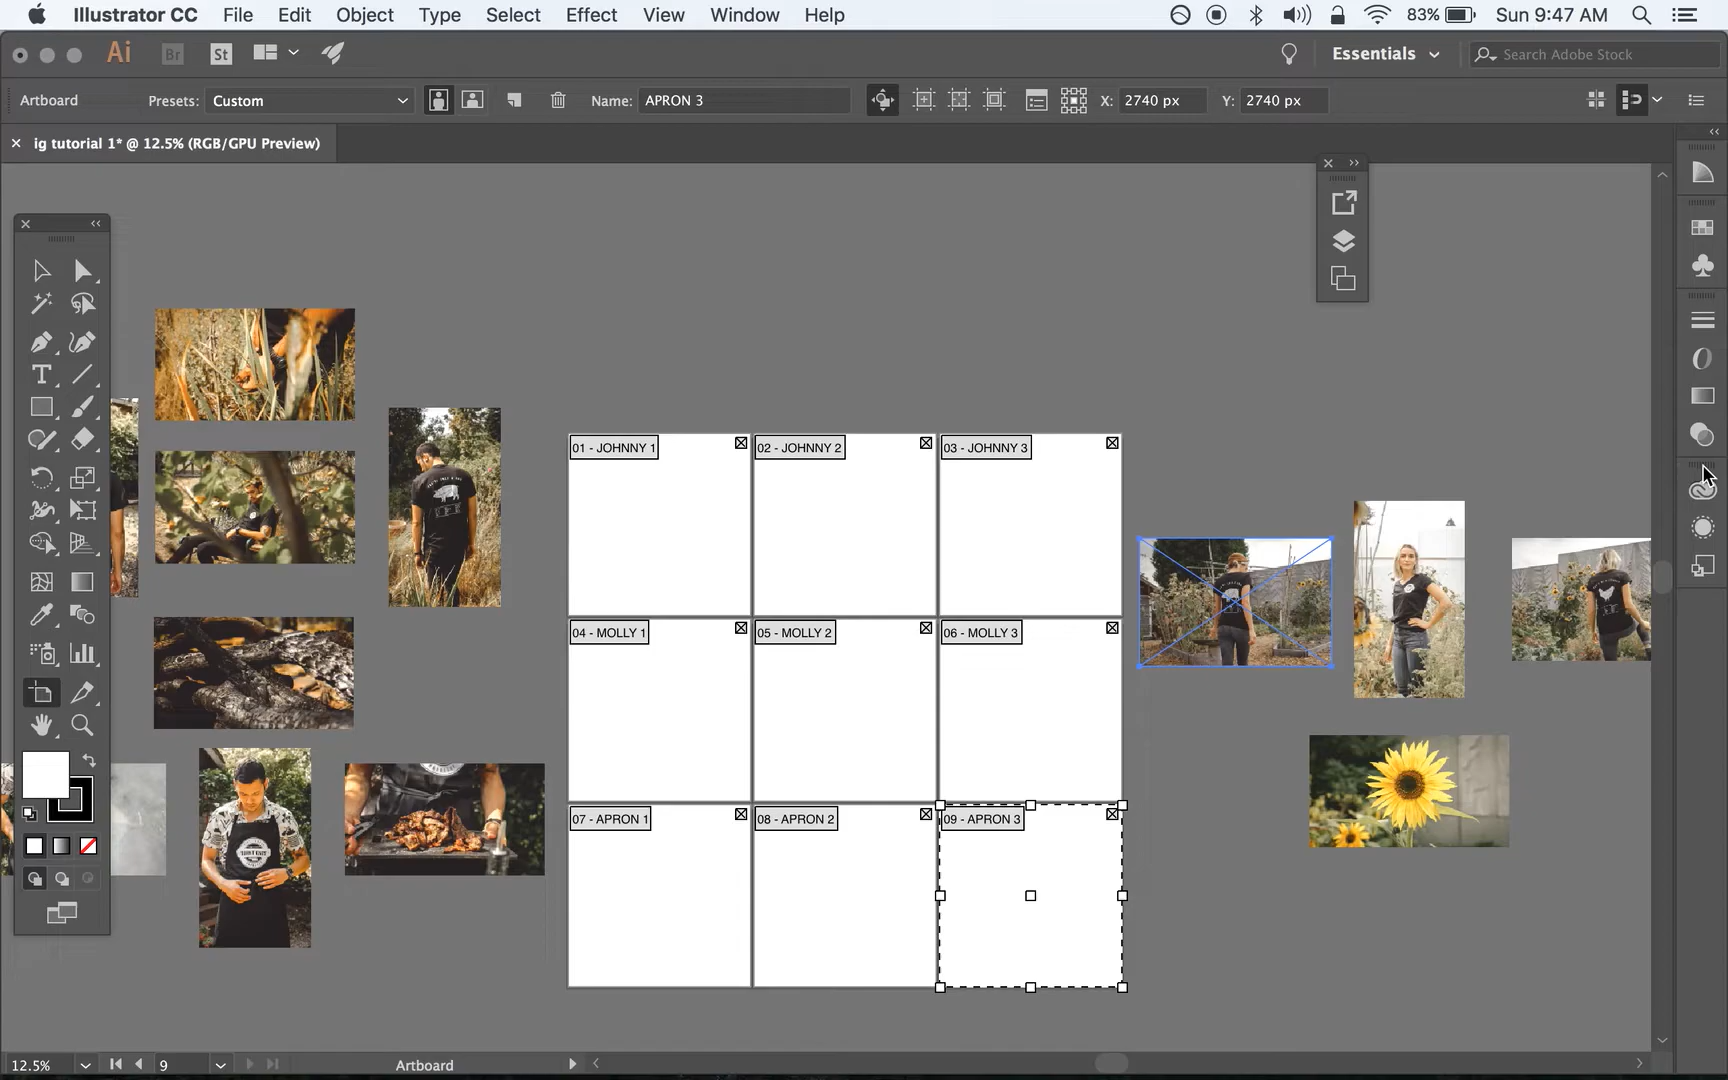 Illustrator CC File Edit Object Type Select Effect View Window Help 83% Sun 9:47 AM
Ai Br St Essentials Search Adobe Stock
Artboard Presets: Custom Name: APRON 3 X: 2740 px Y: 2740 px
ig tutorial 1* @ 12.5% (RGB/GPU Preview)
01 - JOHNNY 1 02 - JOHNNY 2 03 - JOHNNY 3
04 - MOLLY 1 05 - MOLLY 2 06 - MOLLY 3
07 - APRON 1 08 - APRON 2 09 - APRON 3
12.5% 9 Artboard